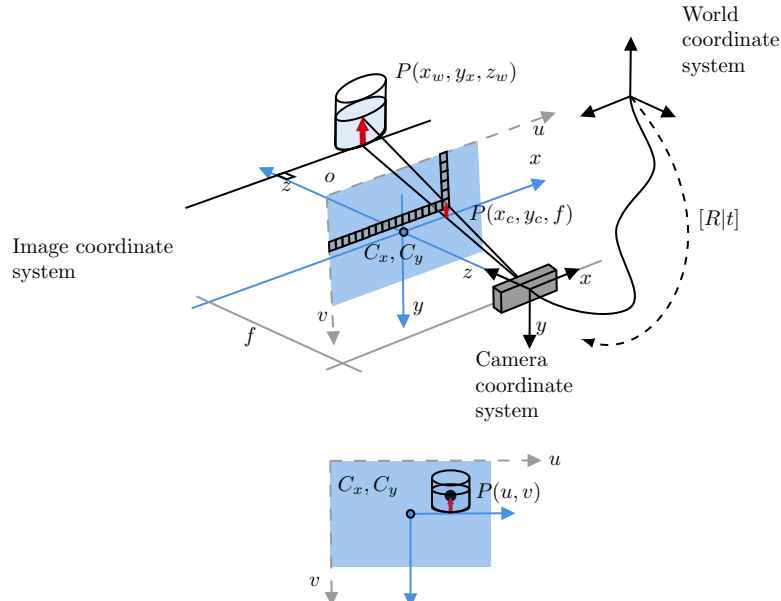 World
coordinate
system
P(x_w, y_x, z_w)
u
x
z
o
P(x_c, y_c, f)
[R|t]
Image coordinate
system
C_x, C_y
z
x
y
v
y
f
Camera
coordinate
system
u
C_x, C_y
P(u, v)
v